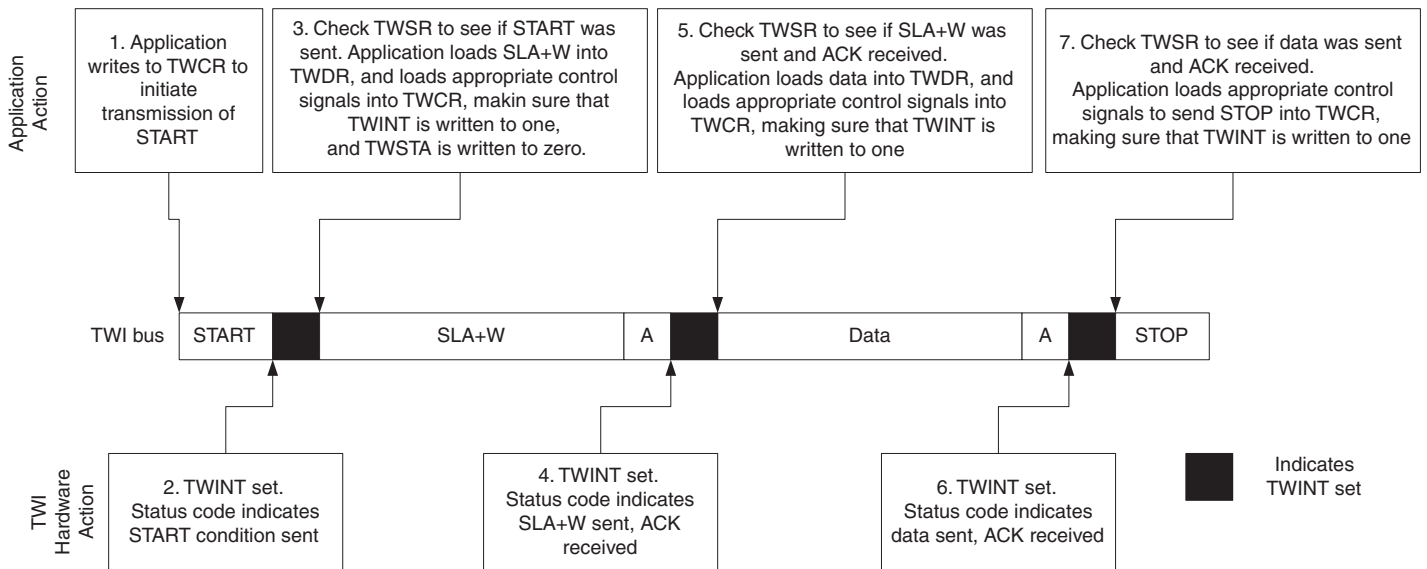 Application
Action
1. Application
writes to TWCR to
initiate
transmission of
START
3. Check TWSR to see if START was
sent. Application loads SLA+W into
TWDR, and loads appropriate control
signals into TWCR, makin sure that
TWINT is written to one,
and TWSTA is written to zero.
5. Check TWSR to see if SLA+W was
sent and ACK received.
Application loads data into TWDR, and
loads appropriate control signals into
TWCR, making sure that TWINT is
written to one
7. Check TWSR to see if data was sent
and ACK received.
Application loads appropriate control
signals to send STOP into TWCR,
making sure that TWINT is written to one
TWI bus
START
SLA+W
A
Data
A
STOP
TWI
Hardware
Action
2. TWINT set.
Status code indicates
START condition sent
4. TWINT set.
Status code indicates
SLA+W sent, ACK
received
6. TWINT set.
Status code indicates
data sent, ACK received
Indicates
TWINT set